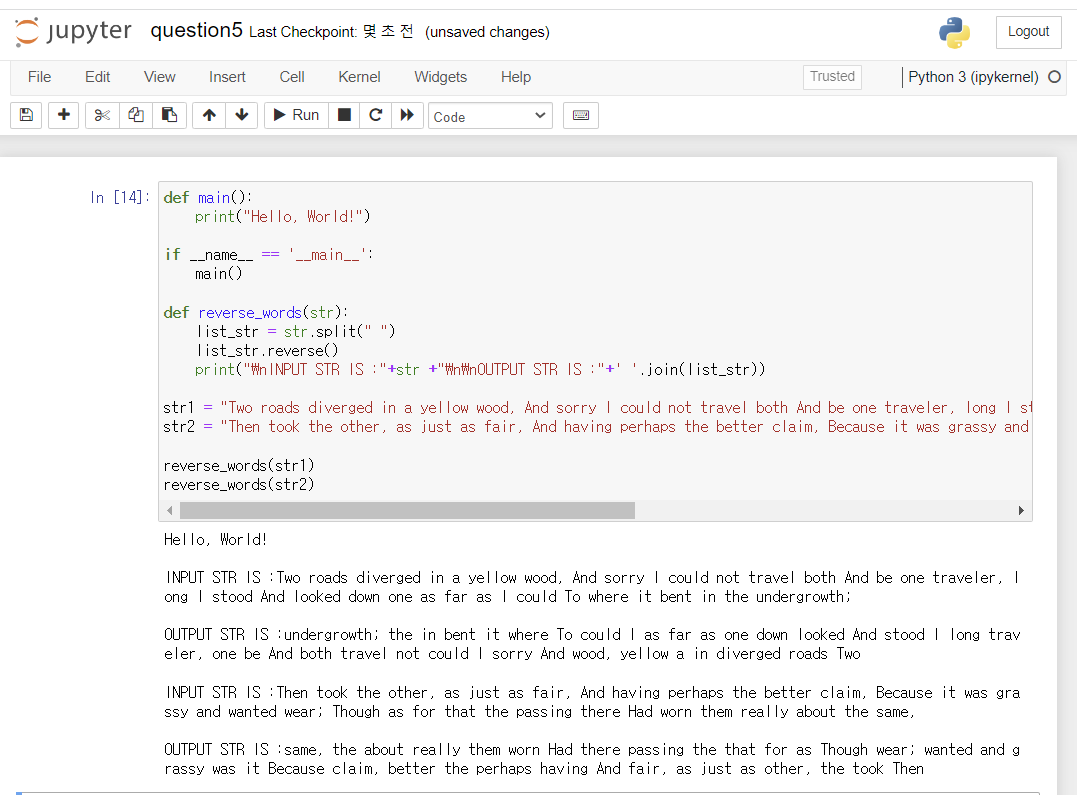 jupyter question5 Last Checkpoint: 몇 초 전 (unsaved changes) Logout
File Edit View Insert Cell Kernel Widgets Help Trusted Python 3 (ipykernel)
Run Code
In [14]: def main():
print("Hello, World!")
if __name__ == '__main__':
main()
def reverse_words(str):
list_str = str.split(" ")
list_str.reverse()
print("₩nINPUT STR IS :"+str +"₩n₩nOUTPUT STR IS :"+' '.join(list_str))
str1 = "Two roads diverged in a yellow wood, And sorry I could not travel both And be one traveler, long I st
str2 = "Then took the other, as just as fair, And having perhaps the better claim, Because it was grassy and
reverse_words(str1)
reverse_words(str2)
Hello, World!
INPUT STR IS :Two roads diverged in a yellow wood, And sorry I could not travel both And be one traveler, l
ong I stood And looked down one as far as I could To where it bent in the undergrowth;
OUTPUT STR IS :undergrowth; the in bent it where To could I as far as one down looked And stood I long trav
eler, one be And both travel not could I sorry And wood, yellow a in diverged roads Two
INPUT STR IS :Then took the other, as just as fair, And having perhaps the better claim, Because it was gra
ssy and wanted wear; Though as for that the passing there Had worn them really about the same,
OUTPUT STR IS :same, the about really them worn Had there passing the that for as Though wear; wanted and g
rassy was it Because claim, better the perhaps having And fair, as just as other, the took Then